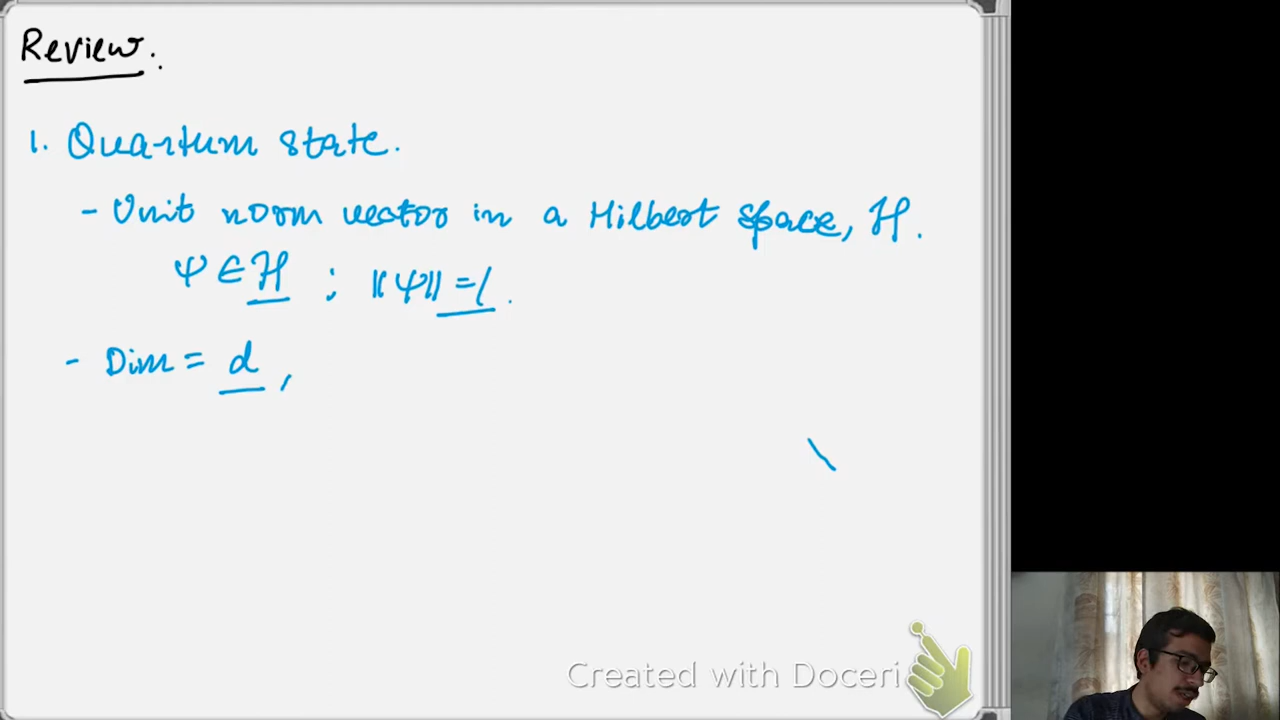 Review.
1. Quantum state.
- Unit norm vector in a Hilbert space, H.
Ψ ∈ H ; ||Ψ|| = 1.
- Dim = d,
Created with Doceri